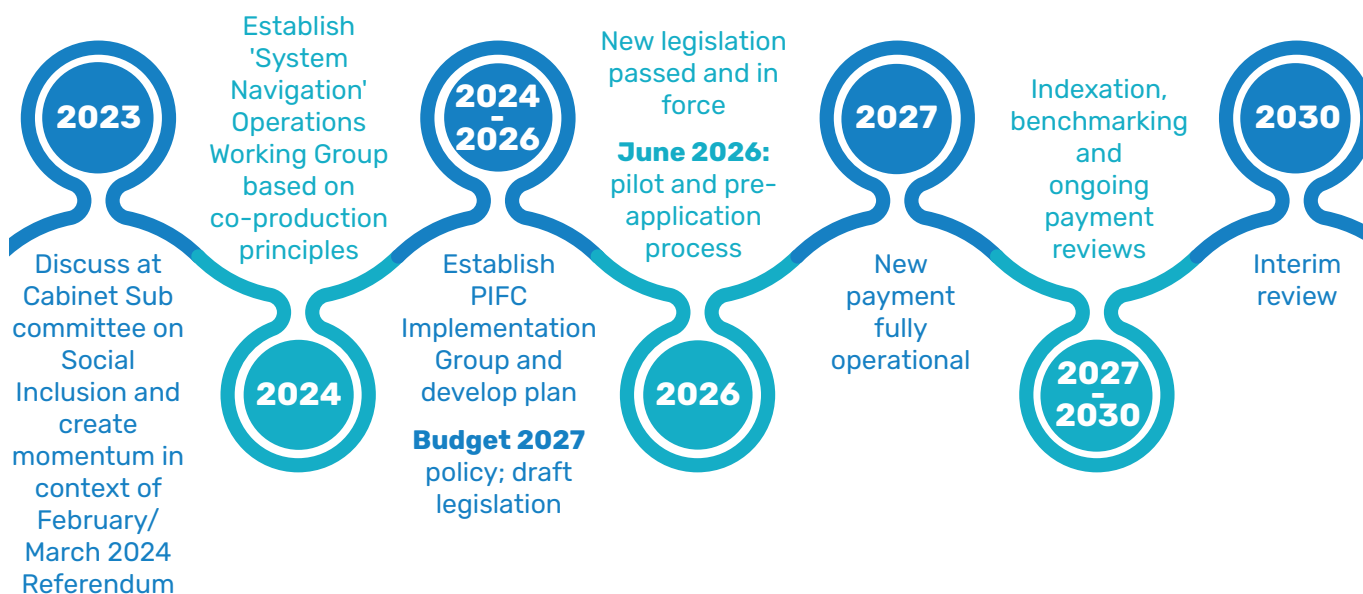 2023
Discuss at
Cabinet Sub
committee on
Social
Inclusion and
create
momentum in
context of
February/
March 2024
Referendum
Establish
'System
Navigation'
Operations
Working Group
based on
co-production
principles
2024
2024
-
2026
Establish
PIFC
Implementation
Group and
develop plan
Budget 2027
policy; draft
legislation
New legislation
passed and in
force
June 2026:
pilot and pre-
application
process
2026
2027
New
payment
fully
operational
Indexation,
benchmarking
and
ongoing
payment
reviews
2027
-
2030
2030
Interim
review